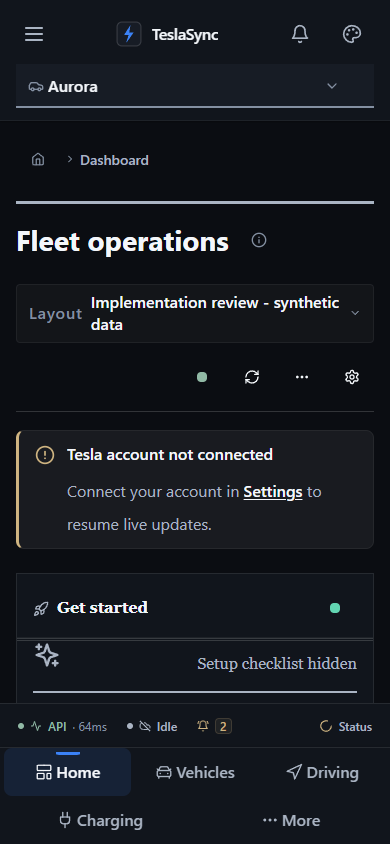 TeslaSync
Aurora
Dashboard
Fleet operations
Layout
Implementation review - synthetic
data
Tesla account not connected
Connect your account in Settings to
resume live updates.
Get started
Setup checklist hidden
API · 64ms
Idle
2
Status
Home
Vehicles
Driving
Charging
More